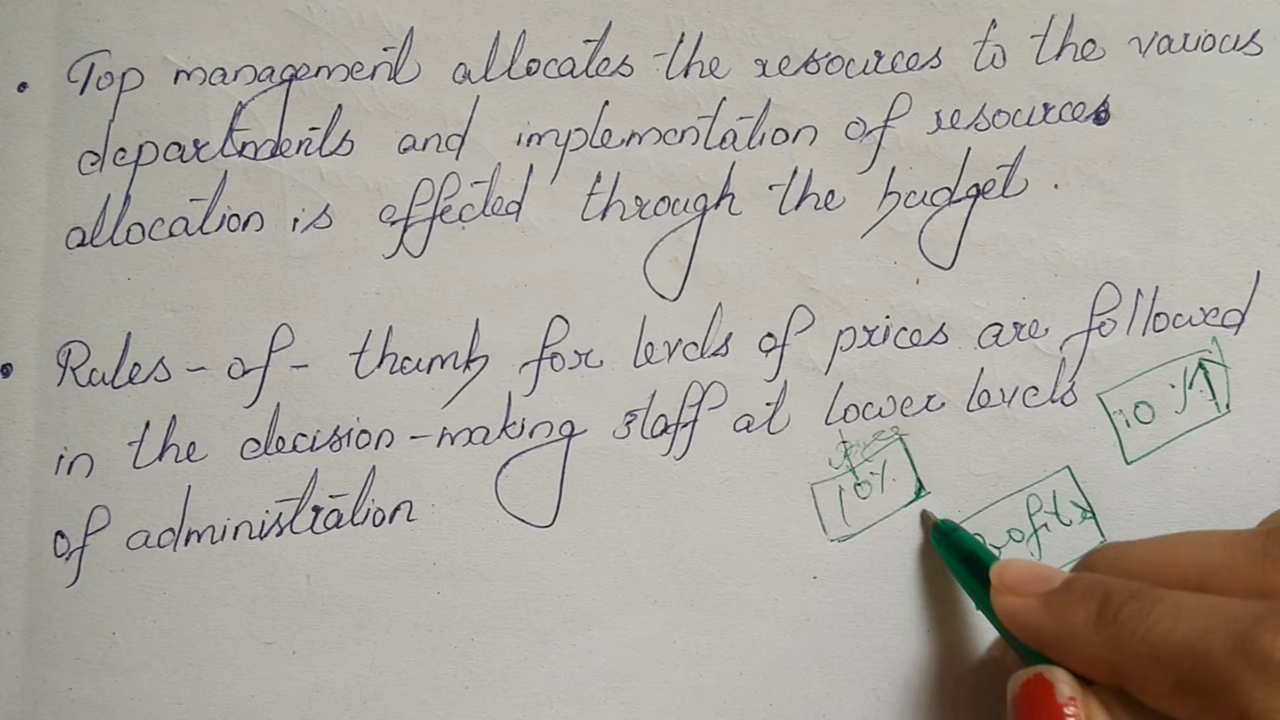 • Top management allocates the resources to the various
departments and implementation of resources
allocation is effected through the budget.
• Rules-of-thumb for levels of prices are followed
in the decision-making staff at lower levels
of administration
10%↑
10%